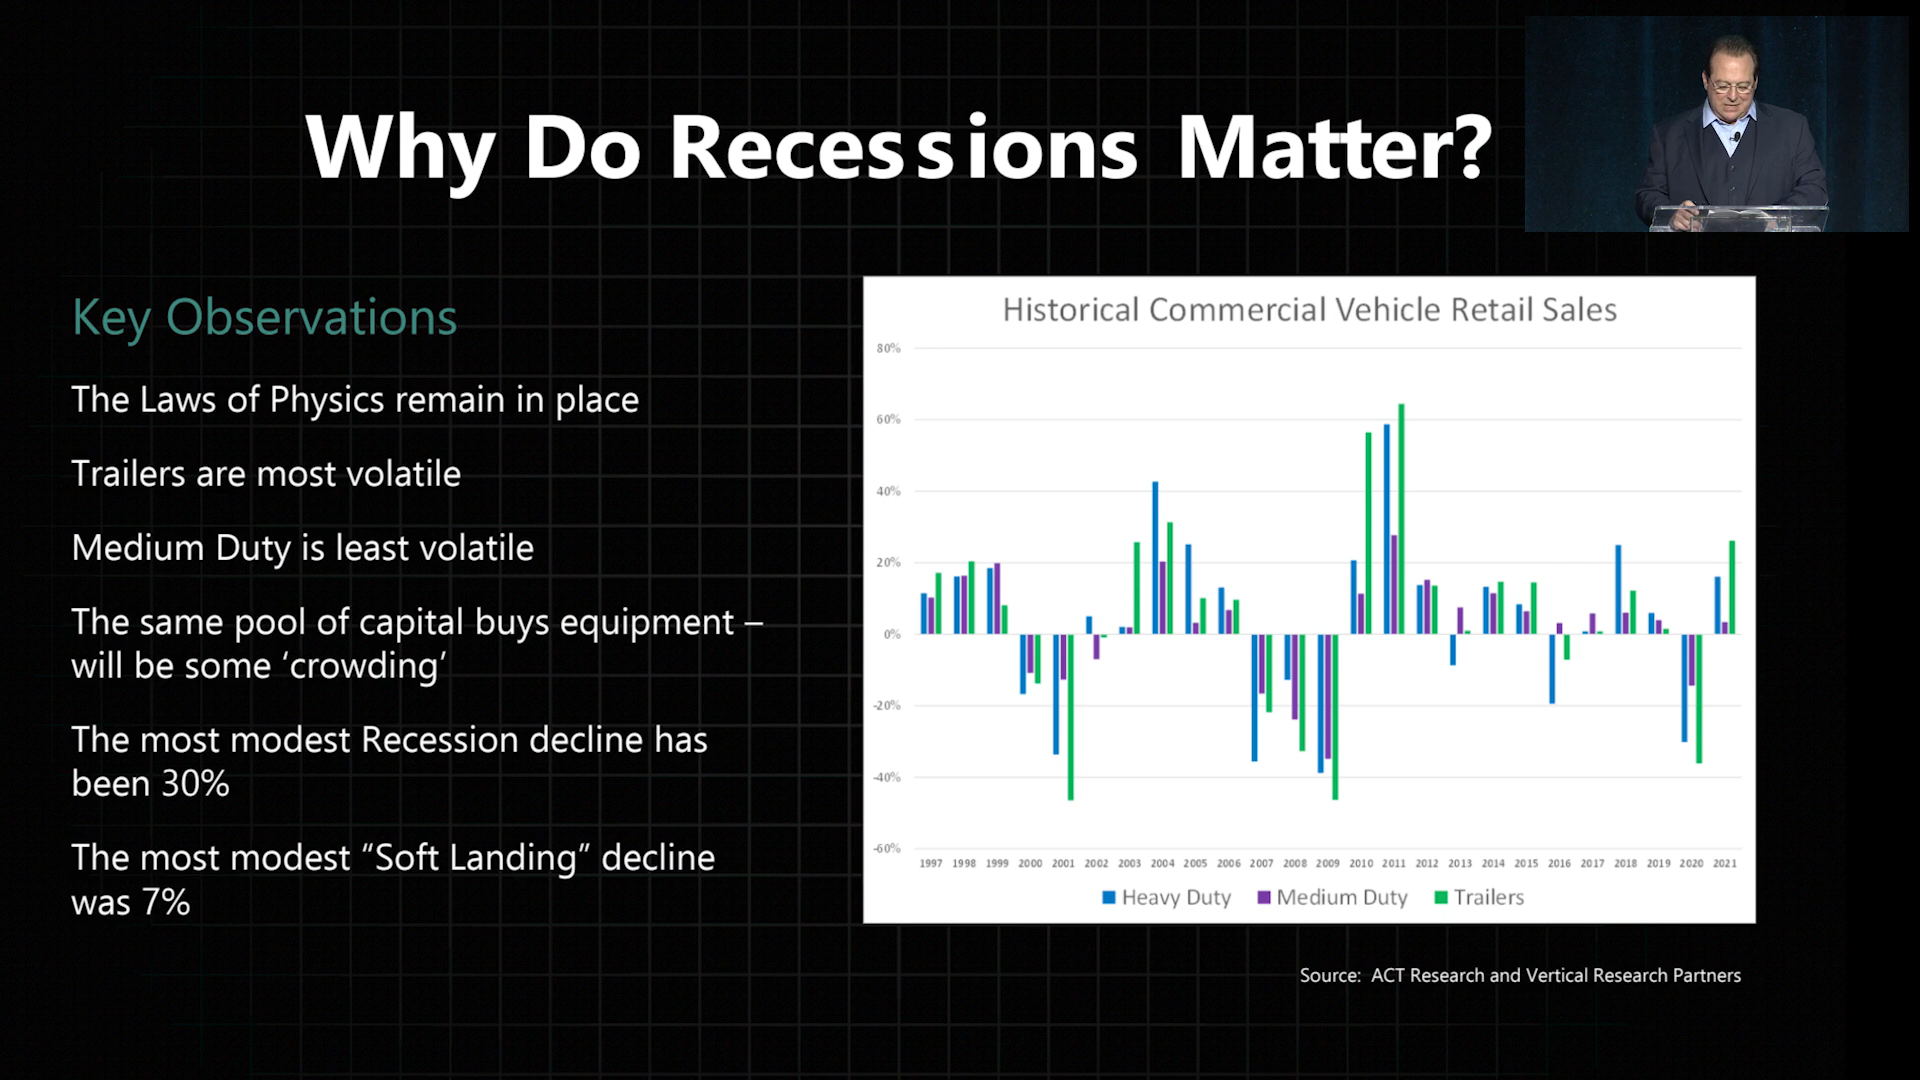 Why Do Recessions Matter?
Key Observations
The Laws of Physics remain in place
Trailers are most volatile
Medium Duty is least volatile
The same pool of capital buys equipment –
will be some ‘crowding’
The most modest Recession decline has
been 30%
The most modest “Soft Landing” decline
was 7%
Historical Commercial Vehicle Retail Sales
80%
60%
40%
20%
0%
-20%
-40%
-60%
1997 1998 1999 2000 2001 2002 2003 2004 2005 2006 2007 2008 2009 2010 2011 2012 2013 2014 2015 2016 2017 2018 2019 2020 2021
Heavy Duty Medium Duty Trailers
Source: ACT Research and Vertical Research Partners